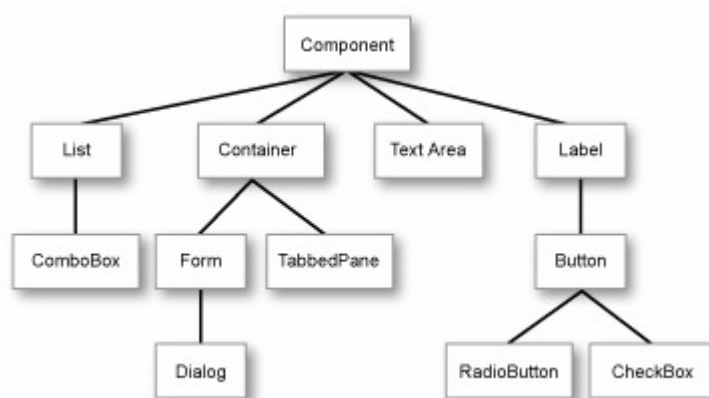 Component
List
Container
Text Area
Label
ComboBox
Form
TabbedPane
Button
Dialog
RadioButton
CheckBox